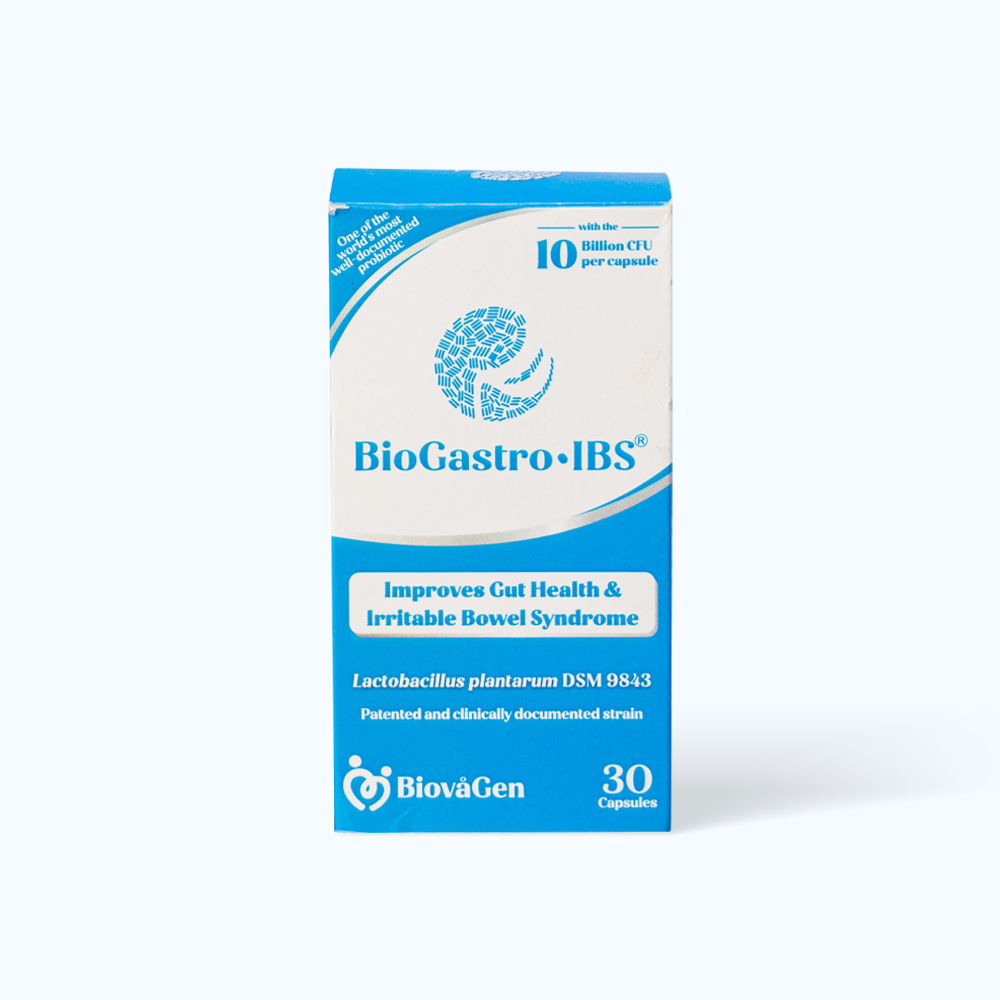 One of the
world's most
well-documented
probiotic
with the
10 Billion CFU
per capsule
BioGastro•IBS®
Improves Gut Health &
Irritable Bowel Syndrome
Lactobacillus plantarum DSM 9843
Patented and clinically documented strain
BiovåGen
30
Capsules